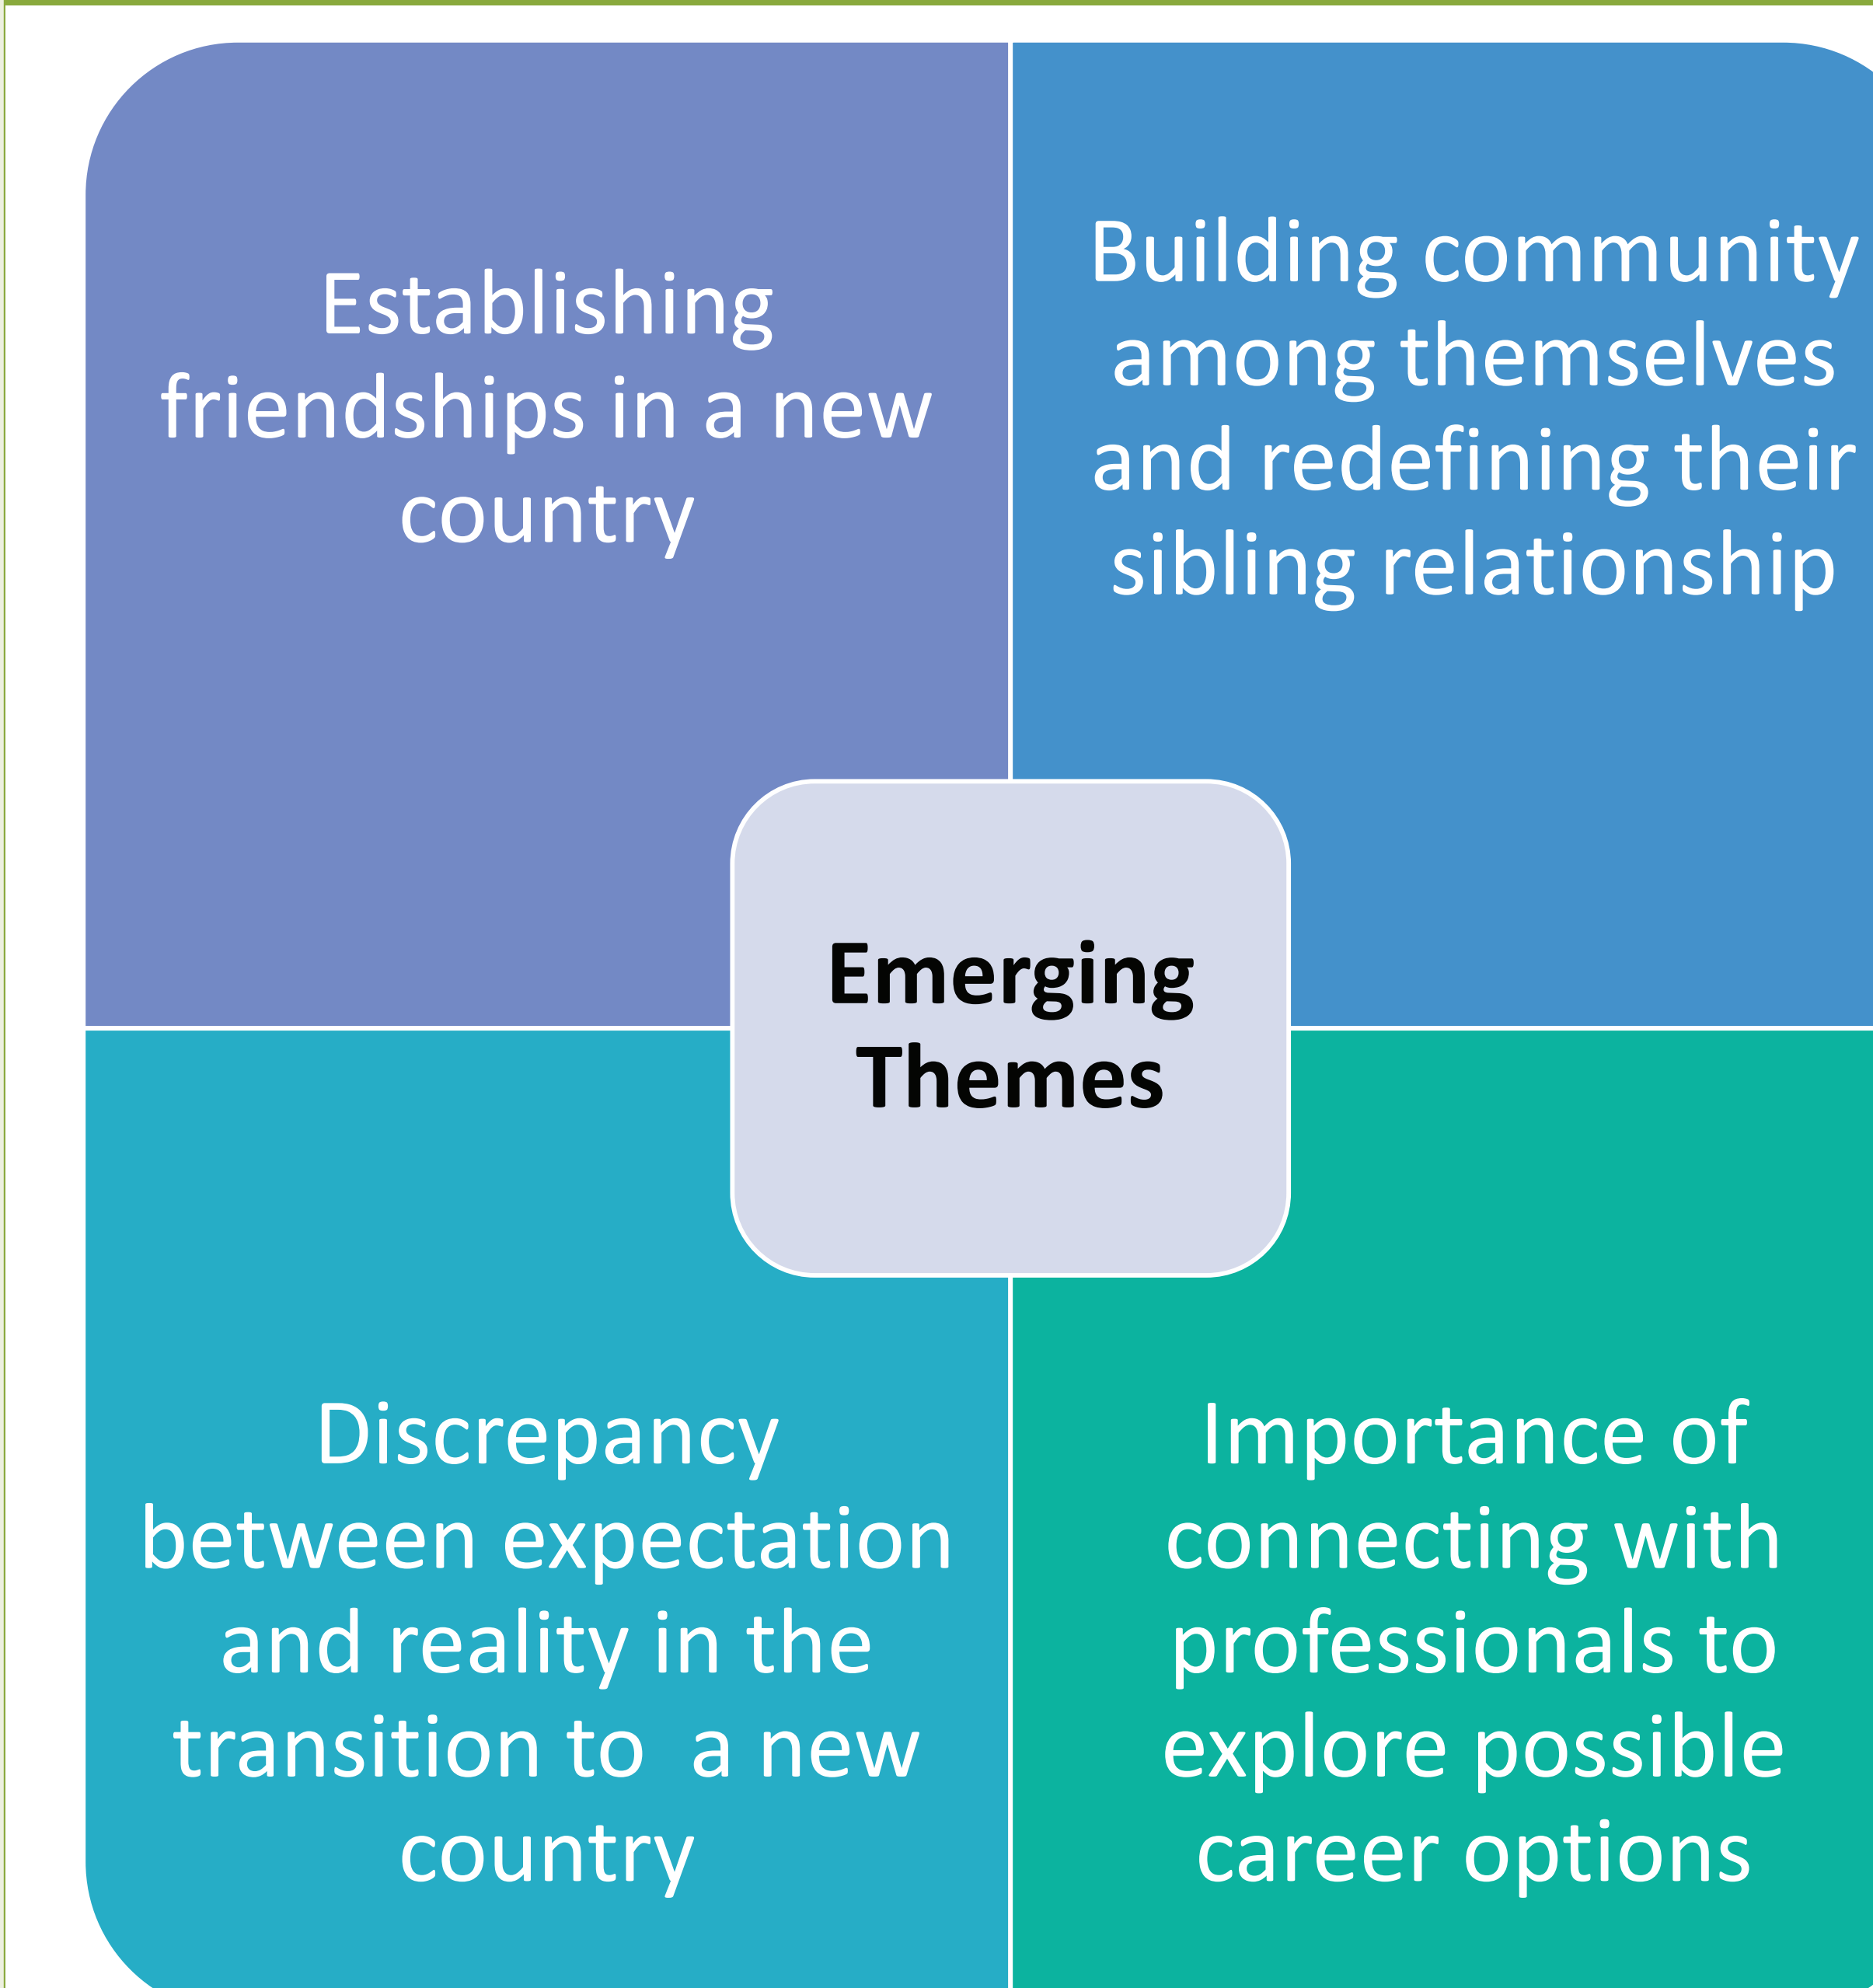 Establishing
friendships in a new
country
Building community
among themselves
and redefining their
sibling relationship
Emerging
Themes
Discrepancy
between expectation
and reality in the
transition to  a new
country
Importance of
connecting with
professionals to
explore possible
career options